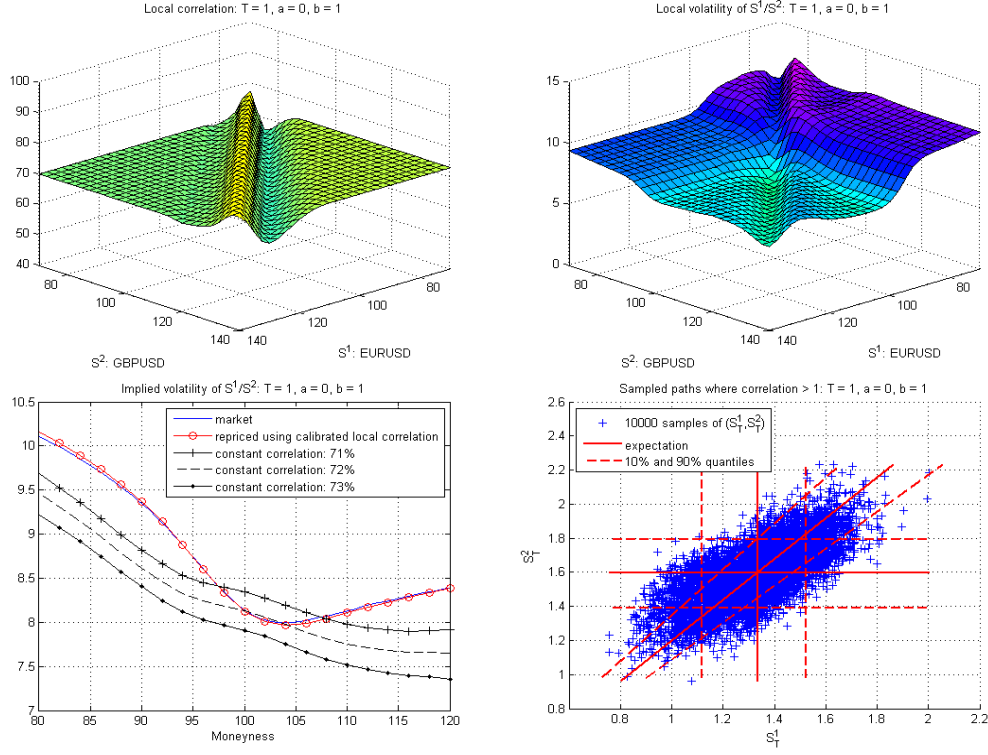 Local correlation: T = 1, a = 0, b = 1
100
90
80
70
60
50
40
80
100
120
140
140
120
100
80
S²: GBPUSD
S¹: EURUSD
Local volatility of S¹/S²: T = 1, a = 0, b = 1
15
10
5
0
80
100
120
140
140
120
100
80
S²: GBPUSD
S¹: EURUSD
Implied volatility of S¹/S²: T = 1, a = 0, b = 1
10.5
10
9.5
9
8.5
8
7.5
7
market
repriced using calibrated local correlation
constant correlation: 71%
constant correlation: 72%
constant correlation: 73%
80 85 90 95 100 105 110 115 120
Moneyness
Sampled paths where correlation > 1: T = 1, a = 0, b = 1
2.6
2.4
2.2
2
1.8
1.6
1.4
1.2
1
0.8
S²_T
10000 samples of (S¹_T,S²_T)
expectation
10% and 90% quantiles
0.6 0.8 1 1.2 1.4 1.6 1.8 2 2.2
S¹_T